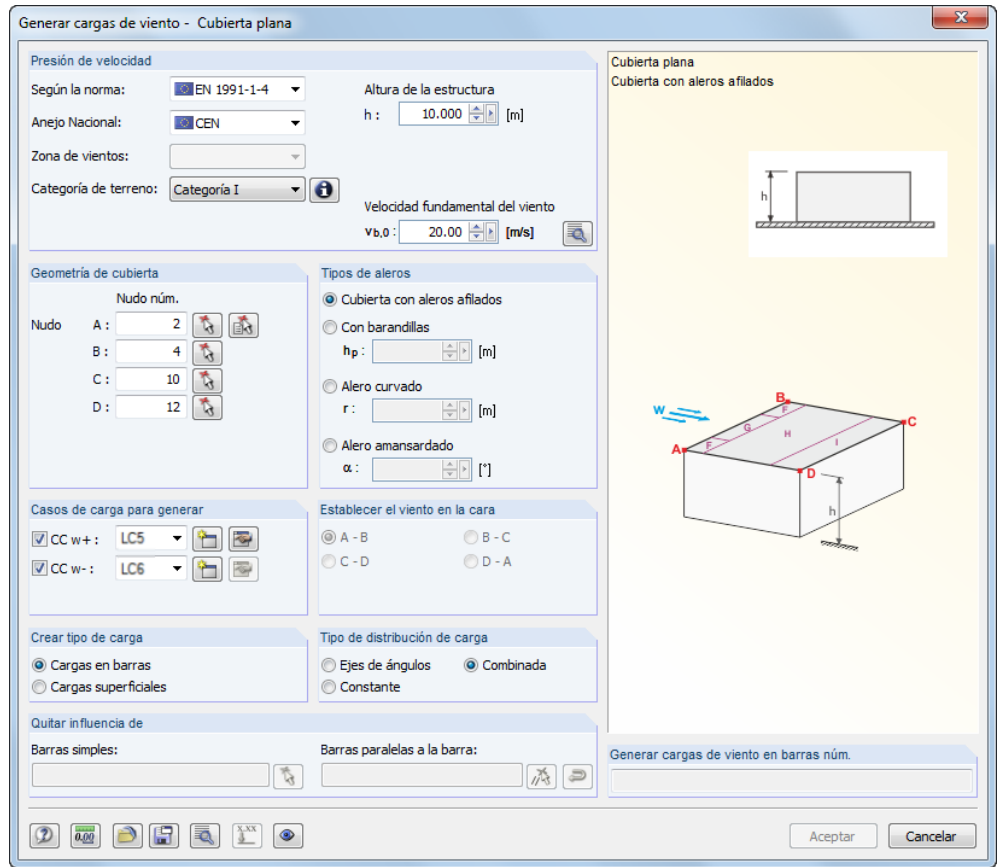 Generar cargas de viento - Cubierta plana
Presión de velocidad
Según la norma: EN 1991-1-4
Anejo Nacional: CEN
Zona de vientos:
Categoría de terreno: Categoría I
Altura de la estructura
h : 10.000 [m]
Velocidad fundamental del viento
vb,0 : 20.00 [m/s]
Geometría de cubierta
Nudo núm.
Nudo A : 2
B : 4
C : 10
D : 12
Tipos de aleros
Cubierta con aleros afilados
Con barandillas
hp : [m]
Alero curvado
r : [m]
Alero amansardado
α : [°]
Casos de carga para generar
CC w+ : LC5
CC w- : LC6
Establecer el viento en la cara
A - B B - C
C - D D - A
Crear tipo de carga
Cargas en barras
Cargas superficiales
Tipo de distribución de carga
Ejes de ángulos Combinada
Constante
Quitar influencia de
Barras simples:
Barras paralelas a la barra:
Cubierta plana
Cubierta con aleros afilados
h
W
B
F
G
H
I
F
A
C
D
h
Generar cargas de viento en barras núm.
0.00
x.xx
Aceptar Cancelar